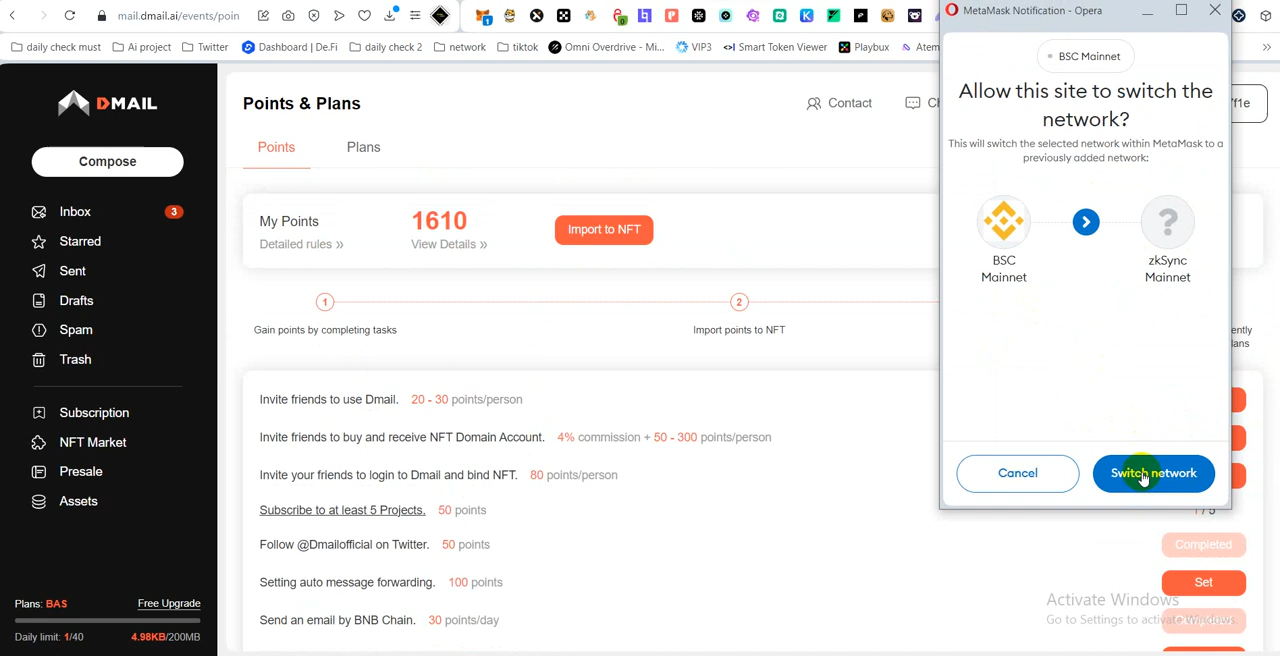 mail.dmail.ai/events/poin
daily check must
Ai project
Twitter
Dashboard | De.Fi
daily check 2
network
tiktok
Omni Overdrive - Mi...
VIP3
<•> Smart Token Viewer
Playbux
Atem
MetaMask Notification - Opera
DMAIL
Compose
Inbox 3
Starred
Sent
Drafts
Spam
Trash
Subscription
NFT Market
Presale
Assets
Plans: BAS Free Upgrade
Daily limit: 1/40 4.98KB/200MB
Points & Plans
Contact
Points Plans
My Points
1610
Import to NFT
Detailed rules »
View Details »
1 2
Gain points by completing tasks
Import points to NFT
Invite friends to use Dmail. 20 - 30 points/person
Invite friends to buy and receive NFT Domain Account. 4% commission + 50 - 300 points/person
Invite your friends to login to Dmail and bind NFT. 80 points/person
Subscribe to at least 5 Projects. 50 points
1 / 5
Follow @Dmailofficial on Twitter. 50 points
Completed
Setting auto message forwarding. 100 points
Set
Send an email by BNB Chain. 30 points/day
BSC Mainnet
Allow this site to switch the
network?
This will switch the selected network within MetaMask to a
previously added network:
BSC
Mainnet
?
zkSync
Mainnet
Cancel
Switch network
Activate Windows
Go to Settings to activate Windows.